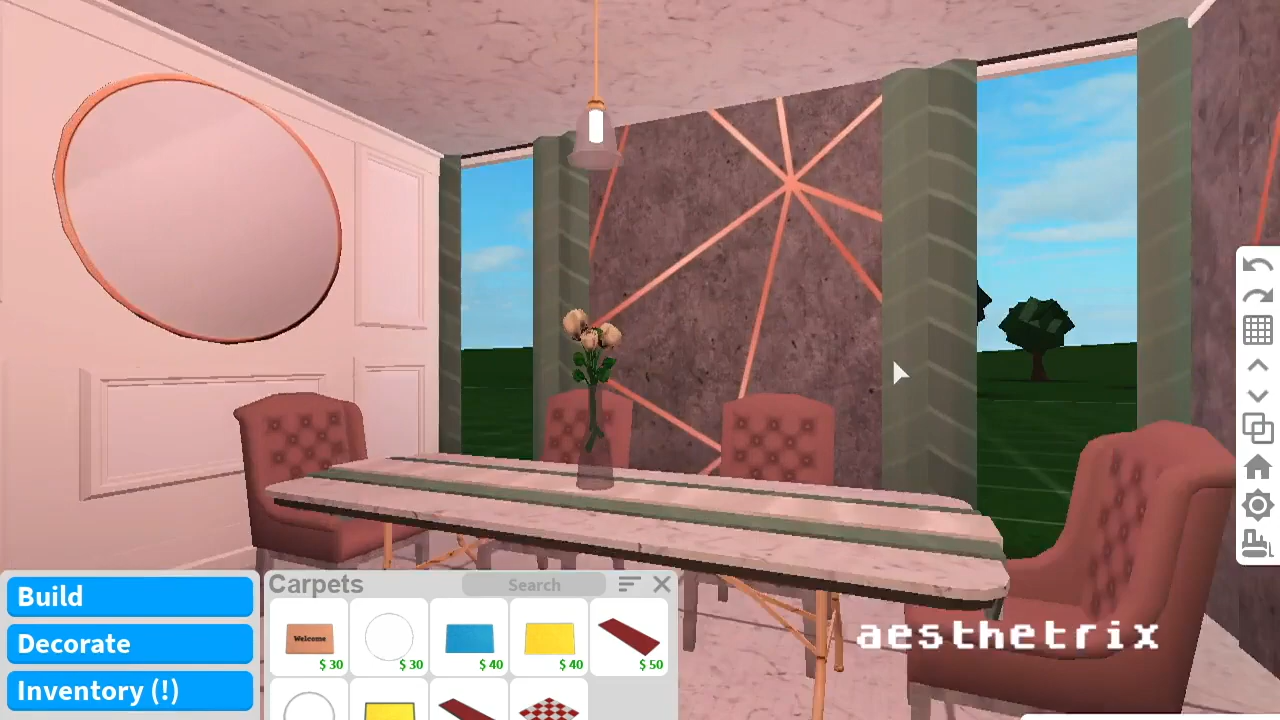 Build
Decorate
Inventory (!)
Carpets
Search
Welcome
$ 30
$ 30
$ 40
$ 40
$ 50
aesthetrix